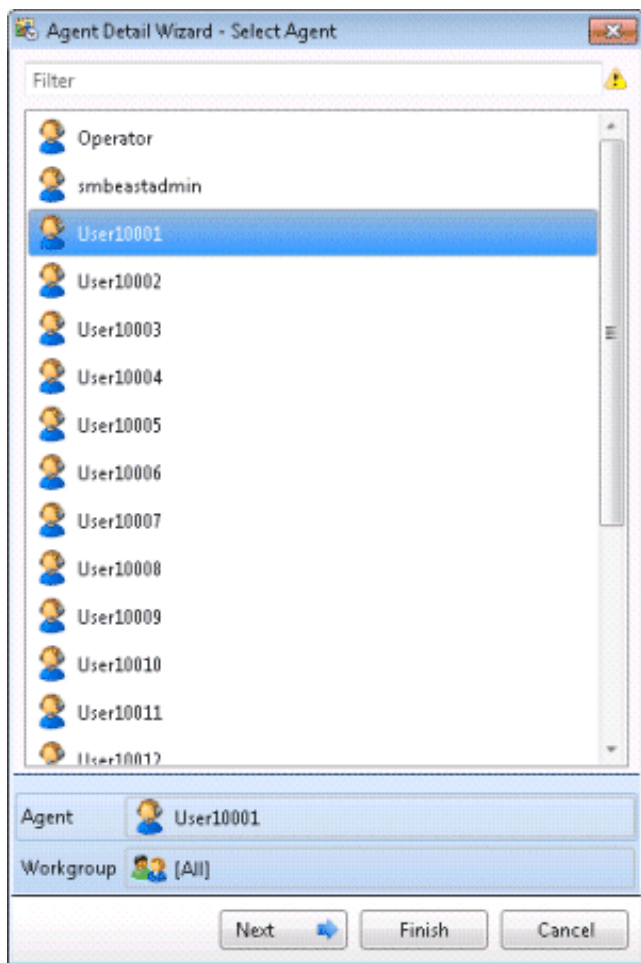 Agent Detail Wizard - Select Agent
Filter
Operator
smbeastadmin
User10001
User10002
User10003
User10004
User10005
User10006
User10007
User10008
User10009
User10010
User10011
User10012
Agent User10001
Workgroup [All]
Next Finish Cancel